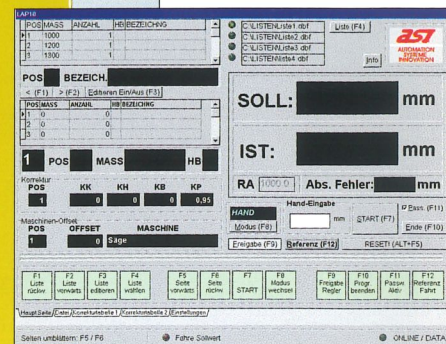 LAP10
POS MASS ANZAHL HB BEZEICHNG
1 1000 1
2 1200 1
3 1300 1
C:\LISTEN\Liste1.dbf
C:\LISTEN\Liste2.dbf
C:\LISTEN\Liste3.dbf
C:\LISTEN\Liste4.dbf
Liste (F4)
Info
ast
AUTOMATION
SYSTEME
INNOVATION
POS BEZEICH.
< (F1) > (F2) Editieren Ein/Aus (F3)
POS MASS ANZAHL HB BEZEICHNG
1 0 0
2 0 0
3 0 0
SOLL: mm
IST: mm
1 POS MASS HB
RA 1000.0 Abs. Fehler: mm
Korrektur
POS KK KH KB KP
1 0 0 0 0,95
HAND
Modus (F8)
Hand-Eingabe
mm
START (F7)
Pass. (F11)
Ende (F10)
Maschinen-Offset
POS OFFSET MASCHINE
1 0 Säge
Freigabe (F9) Referenz (F12) RESET! (ALT+F5)
F1 Liste rückw
F2 Liste vorwärts
F3 Liste editieren
F4 Liste wählen
F5 Seite vorwärts
F6 Seite rückw
F7 START
F8 Modus wechsel
F9 Freigabe Regler
F10 Progr. beenden
F11 Passw. Aktiv
F12 Referenz Fahrt
Haupt Seite Datei Korrekturtabelle 1 Korrekturtabelle 2 Einstellungen
Seiten umblättern: F5 / F6 Fahre Sollwert ONLINE / DATA